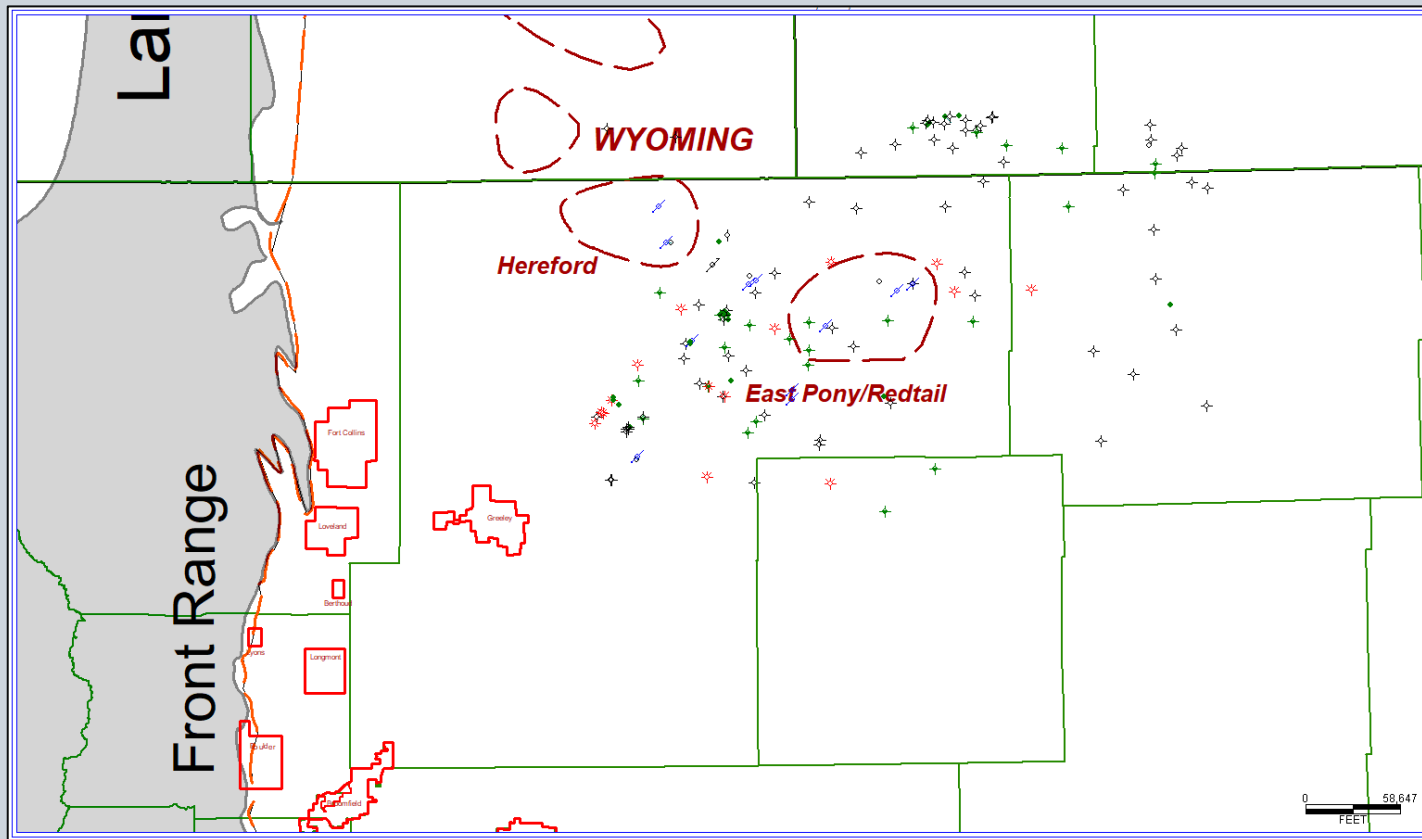 Lar
WYOMING
Hereford
East Pony/Redtail
Fort Collins
Front Range
Greeley
Loveland
Berthoud
Lyons
Longmont
Boulder
Broomfield
0 58,647
FEET